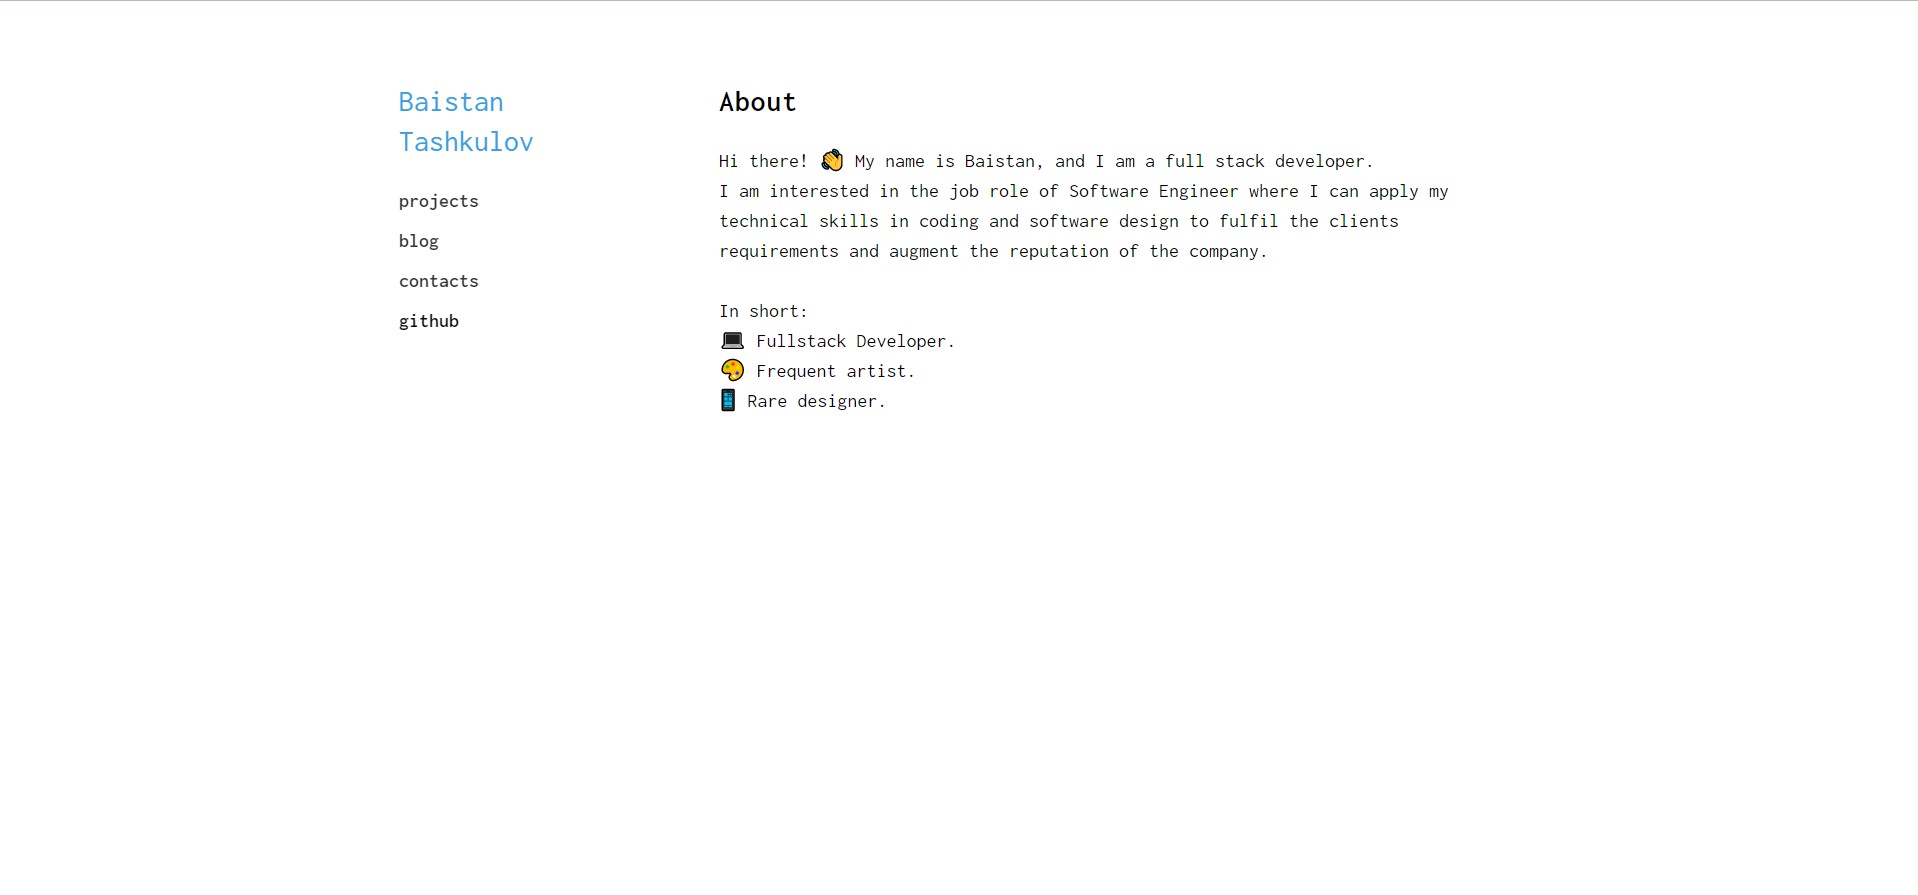 Baistan
Tashkulov
projects
blog
contacts
github
About
Hi there! 👋 My name is Baistan, and I am a full stack developer.
I am interested in the job role of Software Engineer where I can apply my
technical skills in coding and software design to fulfil the clients
requirements and augment the reputation of the company.
In short:
💻 Fullstack Developer.
🎨 Frequent artist.
📱 Rare designer.